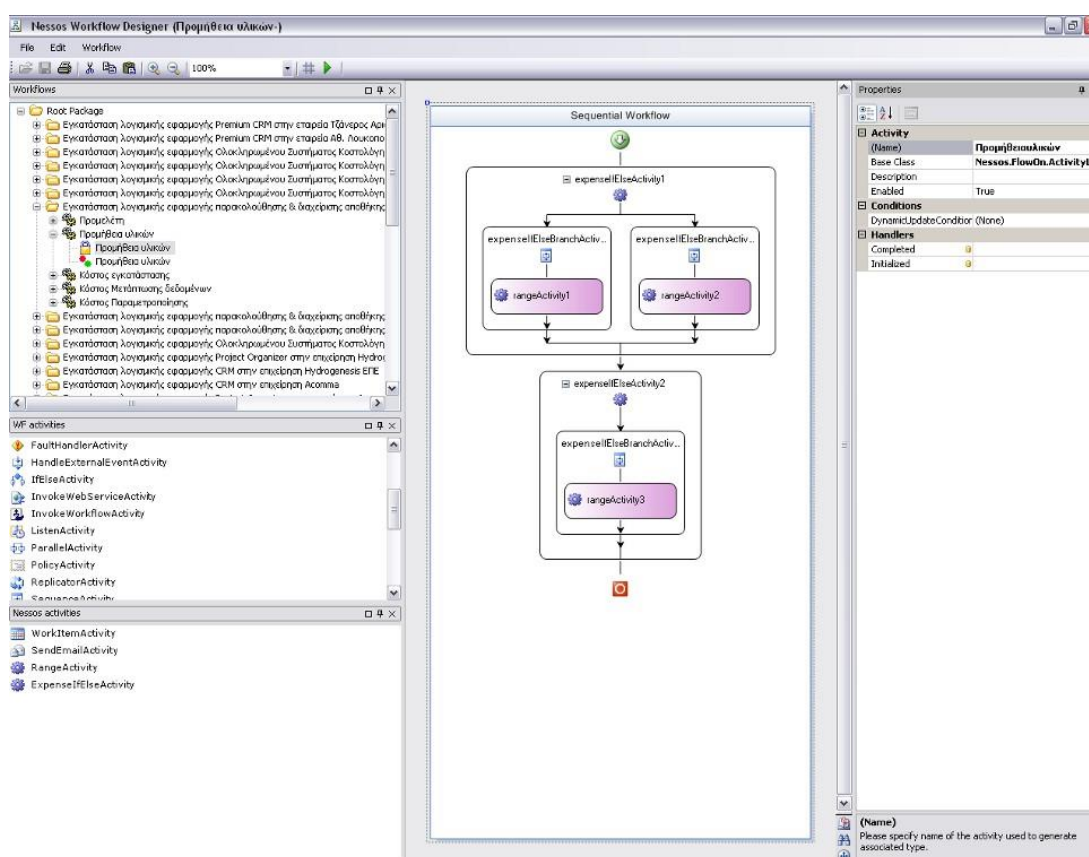 Nessos Workflow Designer (Προμήθεια υλικών-)
File Edit Workflow
100%
Workflows
Root Package
Εγκατάσταση λογισμικής εφαρμογής Premium CRM στην εταιρεία Τζάνερος Αρι
Εγκατάσταση λογισμικής εφαρμογής Premium CRM στην εταιρεία Αθ. Λουκοπο
Εγκατάσταση λογισμικής εφαρμογής Ολοκληρωμένου Συστήματος Κοστολόγη
Εγκατάσταση λογισμικής εφαρμογής Ολοκληρωμένου Συστήματος Κοστολόγη
Εγκατάσταση λογισμικής εφαρμογής Ολοκληρωμένου Συστήματος Κοστολόγη
Εγκατάσταση λογισμικής εφαρμογής Ολοκληρωμένου Συστήματος Κοστολόγη
Εγκατάσταση λογισμικής εφαρμογής παρακολούθησης & διαχείρισης αποθήκης
Προμελέτη
Προμήθεια υλικών
Προμήθεια υλικών
Προμήθεια υλικών
Κόστος εγκατάστασης
Κόστος Μετάπτωσης δεδομένων
Κόστος Παραμετροποίησης
Εγκατάσταση λογισμικής εφαρμογής παρακολούθησης & διαχείρισης αποθήκης
Εγκατάσταση λογισμικής εφαρμογής παρακολούθησης & διαχείρισης αποθήκης
Εγκατάσταση λογισμικής εφαρμογής Ολοκληρωμένου Συστήματος Κοστολόγη
Εγκατάσταση λογισμικής εφαρμογής Project Organizer στην επιχείρηση Hydro
Εγκατάσταση λογισμικής εφαρμογής CRM στην επιχείρηση Hydrogenesis ΕΠΕ
Εγκατάσταση λογισμικής εφαρμογής CRM στην επιχείρηση Acomma
WF activities
FaultHandlerActivity
HandleExternalEventActivity
IfElseActivity
InvokeWebServiceActivity
InvokeWorkflowActivity
ListenActivity
ParallelActivity
PolicyActivity
ReplicatorActivity
SequenceActivity
Nessos activities
WorkItemActivity
SendEmailActivity
RangeActivity
ExpenseIfElseActivity
Sequential Workflow
expenseIfElseActivity1
expenseIfElseBranchActiv... expenseIfElseBranchActiv...
rangeActivity1 rangeActivity2
expenseIfElseActivity2
expenseIfElseBranchActiv...
rangeActivity3
Properties
Activity
(Name) Προμήθειαυλικών
Base Class Nessos.FlowOn.ActivityL
Description
Enabled True
Conditions
DynamicUpdateCondition (None)
Handlers
Completed
Initialized
(Name)
Please specify name of the activity used to generate
associated type.